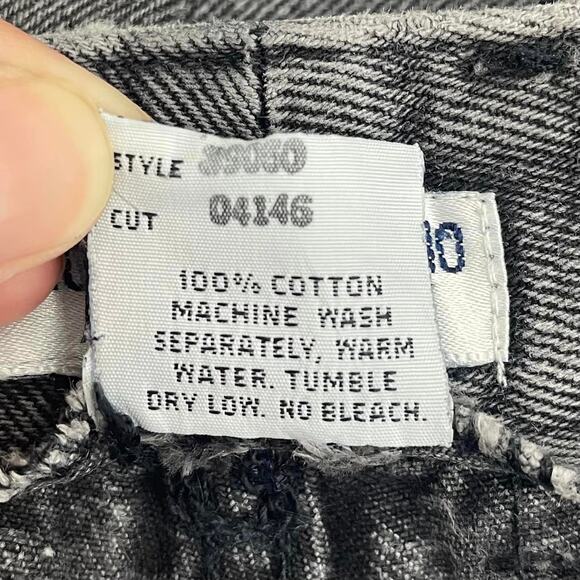 STYLE
CUT 04146
100% COTTON
MACHINE WASH
SEPARATELY, WARM
WATER. TUMBLE
DRY LOW. NO BLEACH.